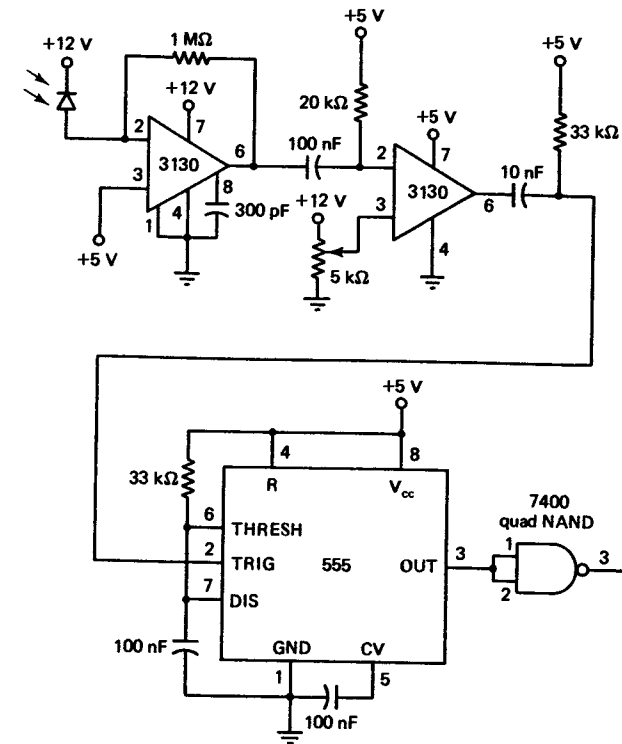 +5 V
+5 V
+12 V
1 MΩ
+12 V
20 kΩ
+5 V
33 kΩ
2
7
3130
6
100 nF
2
7
3130
10 nF
3
8
300 pF
+12 V
3
6
1
4
+5 V
5 kΩ
4
+5 V
4
8
33 kΩ
R
Vcc
7400
quad NAND
6
THRESH
2
TRIG
555
OUT
3
1
3
2
7
DIS
100 nF
GND
CV
1
5
100 nF